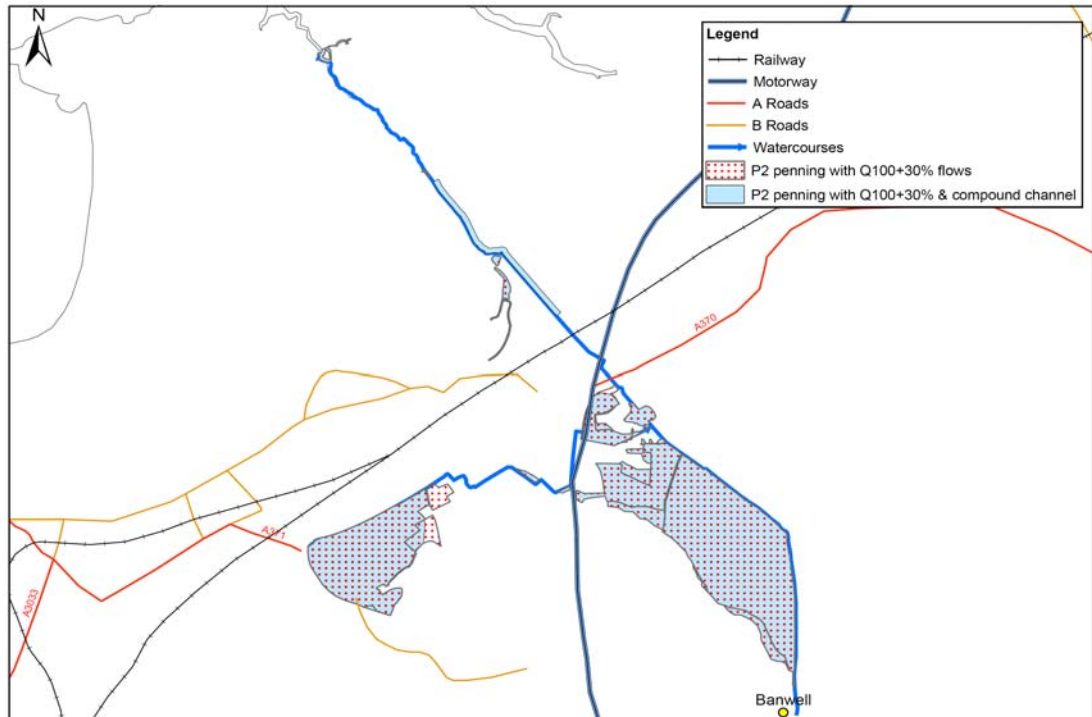 N
Legend
Railway
Motorway
A Roads
B Roads
Watercourses
P2 penning with Q100+30% flows
P2 penning with Q100+30% & compound channel
A370
A371
A3033
Banwell